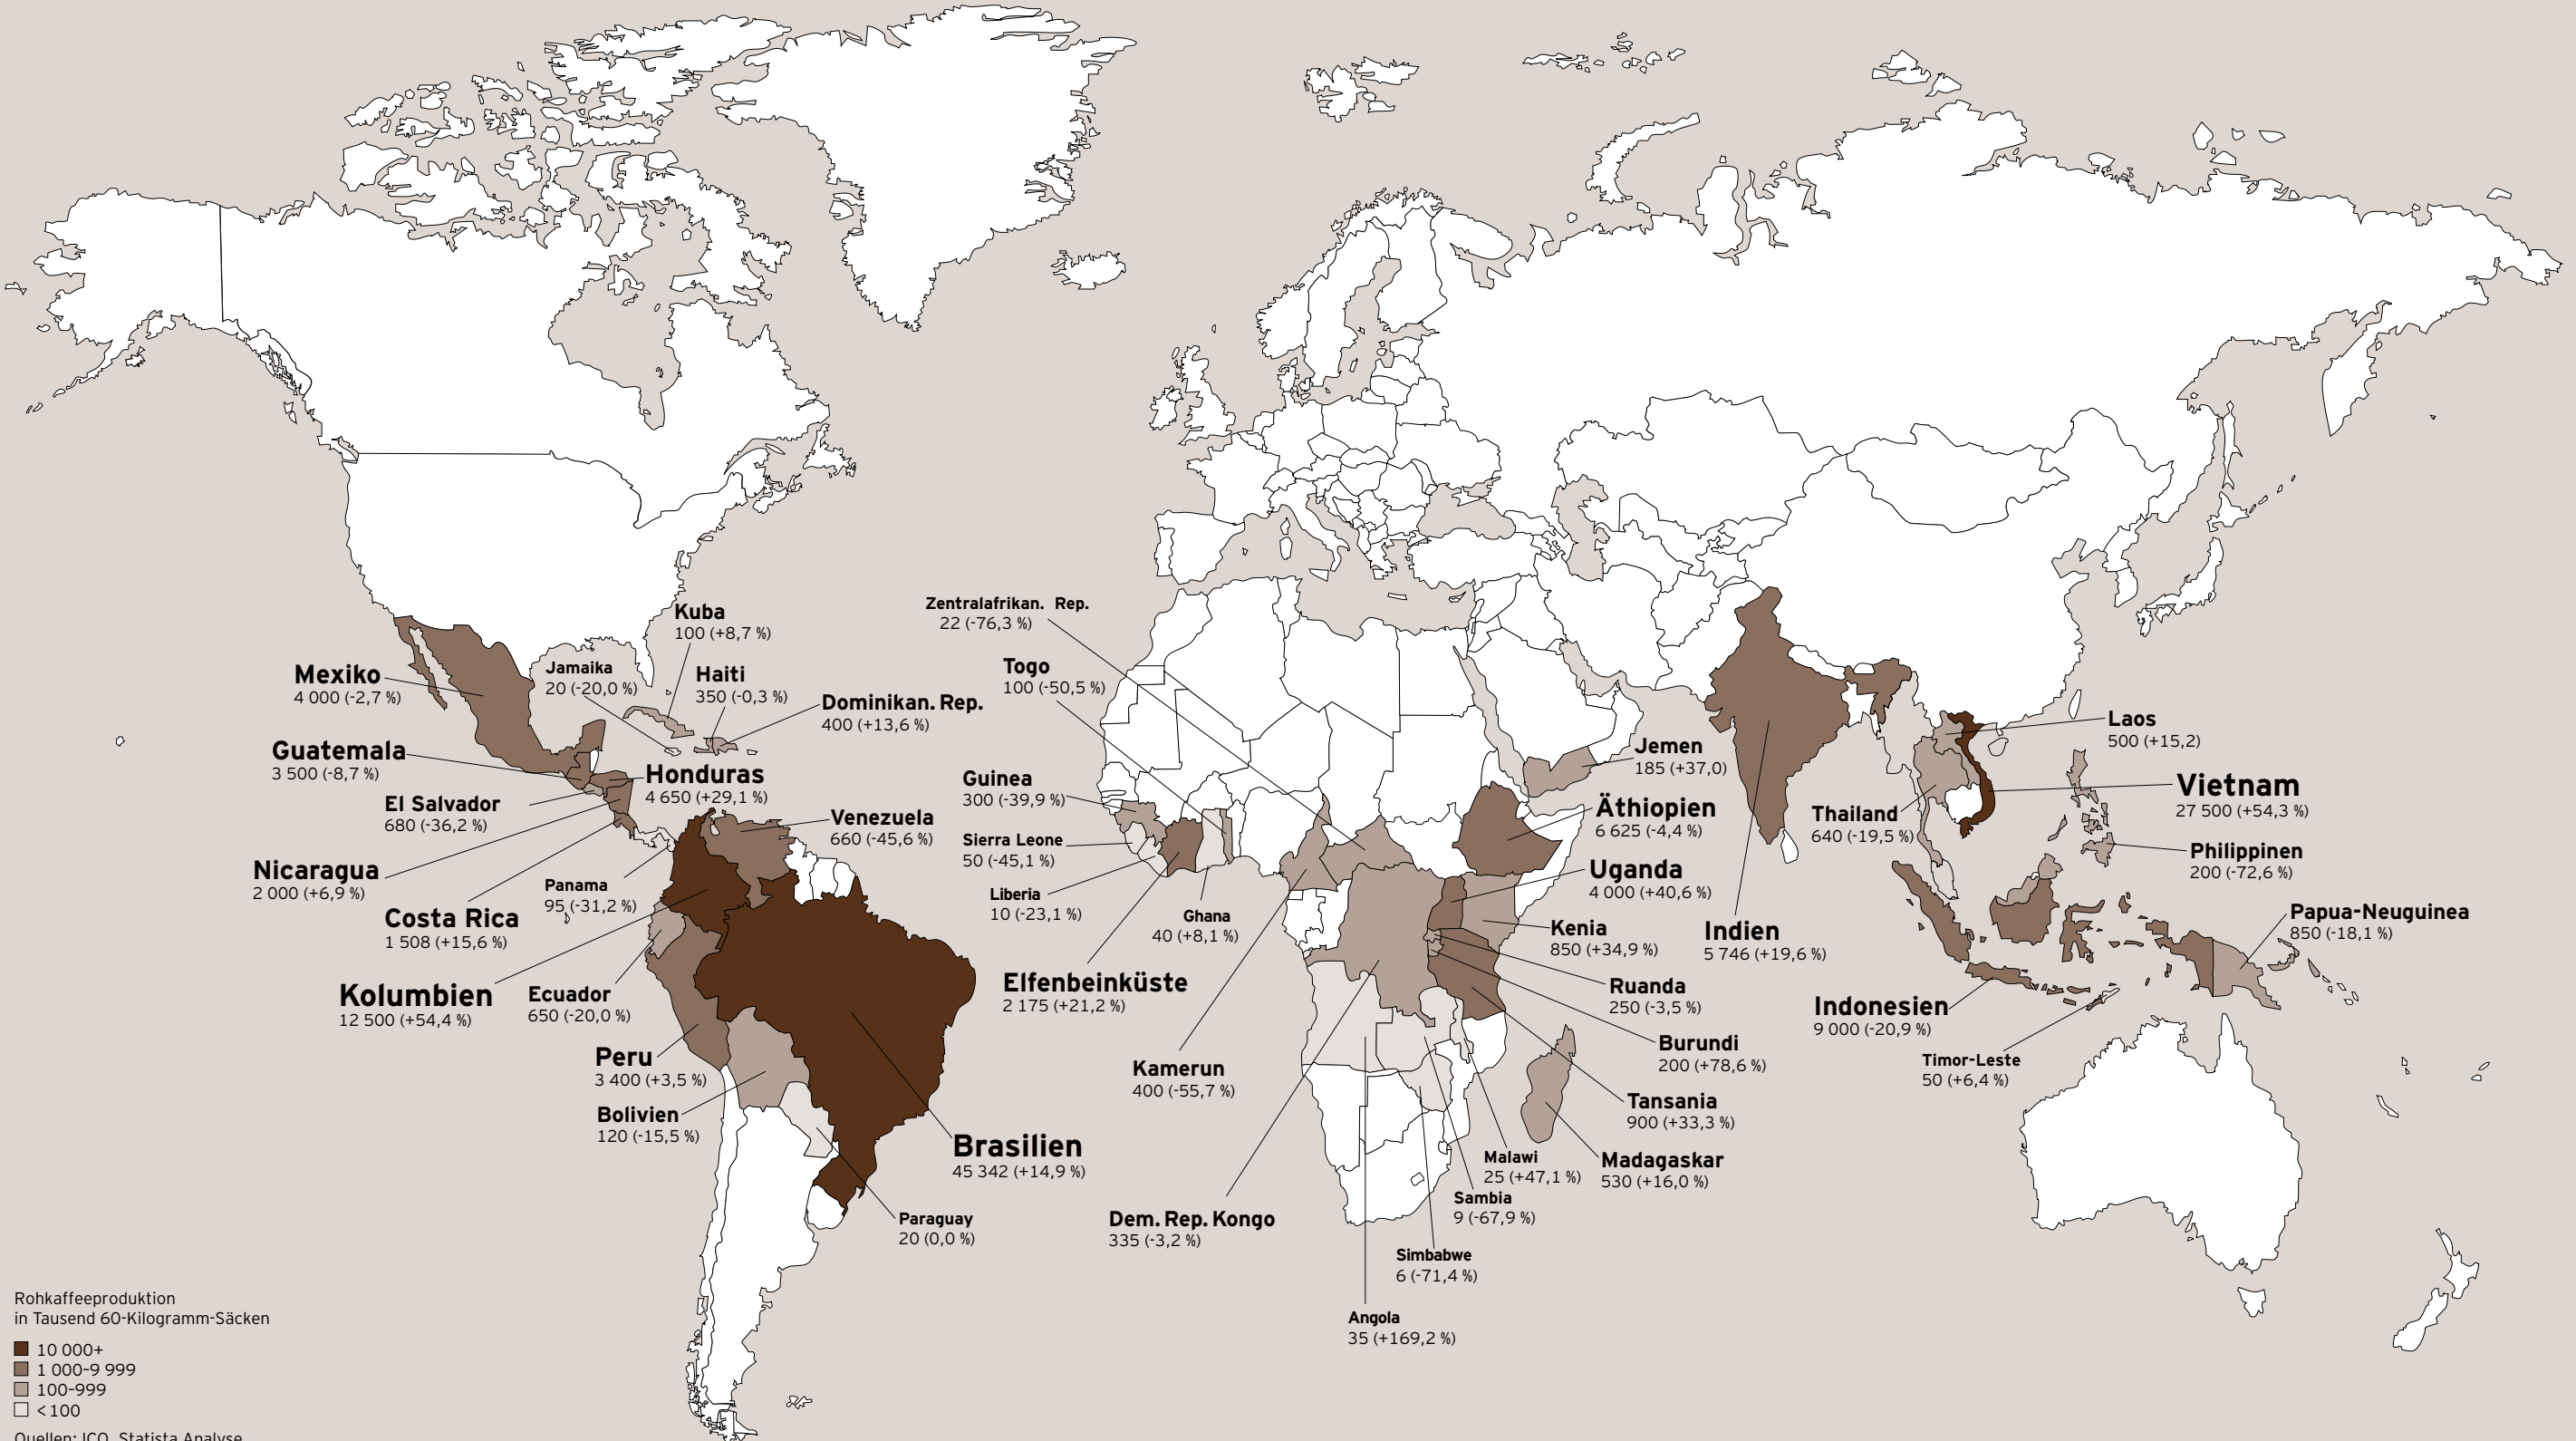 Zentralafrikan. Rep.
22 (-76,3 %)
Kuba
100 (+8,7 %)
Mexiko
4 000 (-2,7 %)
Jamaika
20 (-20,0 %)
Haiti
350 (-0,3 %)
Dominikan. Rep.
400 (+13,6 %)
Togo
100 (-50,5 %)
Guatemala
3 500 (-8,7 %)
Honduras
4 650 (+29,1 %)
El Salvador
680 (-36,2 %)
Venezuela
660 (-45,6 %)
Nicaragua
2 000 (+6,9 %)
Panama
95 (-31,2 %)
Costa Rica
1 508 (+15,6 %)
Kolumbien
12 500 (+54,4 %)
Ecuador
650 (-20,0 %)
Peru
3 400 (+3,5 %)
Bolivien
120 (-15,5 %)
Brasilien
45 342 (+14,9 %)
Paraguay
20 (0,0 %)
Guinea
300 (-39,9 %)
Sierra Leone
50 (-45,1 %)
Liberia
10 (-23,1 %)
Ghana
40 (+8,1 %)
Elfenbeinküste
2 175 (+21,2 %)
Kamerun
400 (-55,7 %)
Dem. Rep. Kongo
335 (-3,2 %)
Jemen
185 (+37,0)
Äthiopien
6 625 (-4,4 %)
Uganda
4 000 (+40,6 %)
Kenia
850 (+34,9 %)
Ruanda
250 (-3,5 %)
Burundi
200 (+78,6 %)
Tansania
900 (+33,3 %)
Madagaskar
530 (+16,0 %)
Malawi
25 (+47,1 %)
Sambia
9 (-67,9 %)
Simbabwe
6 (-71,4 %)
Angola
35 (+169,2 %)
Indien
5 746 (+19,6 %)
Laos
500 (+15,2)
Vietnam
27 500 (+54,3 %)
Thailand
640 (-19,5 %)
Philippinen
200 (-72,6 %)
Papua-Neuguinea
850 (-18,1 %)
Indonesien
9 000 (-20,9 %)
Timor-Leste
50 (+6,4 %)
Rohkaffeeproduktion
in Tausend 60-Kilogramm-Säcken
10 000+
1 000-9 999
100-999
< 100
Quellen: ICO, Statista Analyse